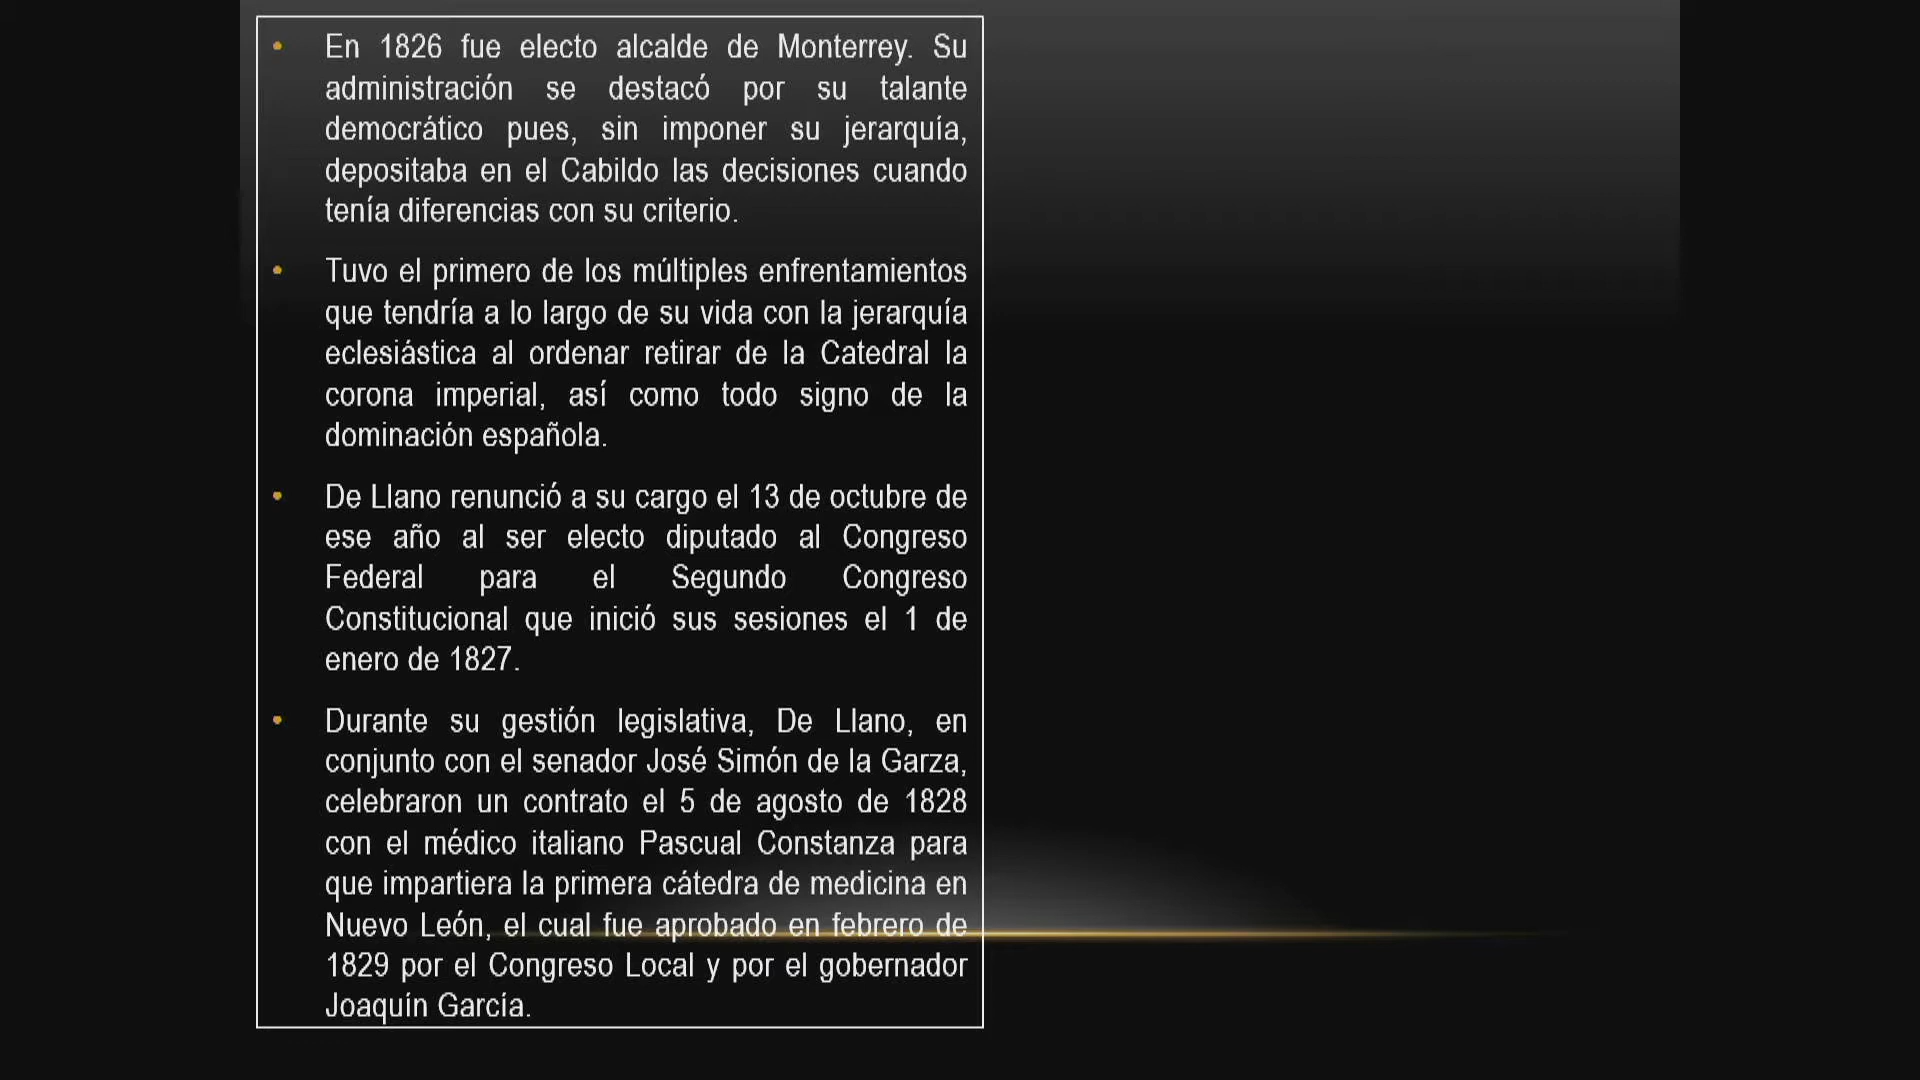 • En 1826 fue electo alcalde de Monterrey. Su
administración se destacó por su talante
democrático pues, sin imponer su jerarquía,
depositaba en el Cabildo las decisiones cuando
tenía diferencias con su criterio.
• Tuvo el primero de los múltiples enfrentamientos
que tendría a lo largo de su vida con la jerarquía
eclesiástica al ordenar retirar de la Catedral la
corona imperial, así como todo signo de la
dominación española.
• De Llano renunció a su cargo el 13 de octubre de
ese año al ser electo diputado al Congreso
Federal para el Segundo Congreso
Constitucional que inició sus sesiones el 1 de
enero de 1827.
• Durante su gestión legislativa, De Llano, en
conjunto con el senador José Simón de la Garza,
celebraron un contrato el 5 de agosto de 1828
con el médico italiano Pascual Constanza para
que impartiera la primera cátedra de medicina en
Nuevo León, el cual fue aprobado en febrero de
1829 por el Congreso Local y por el gobernador
Joaquín García.